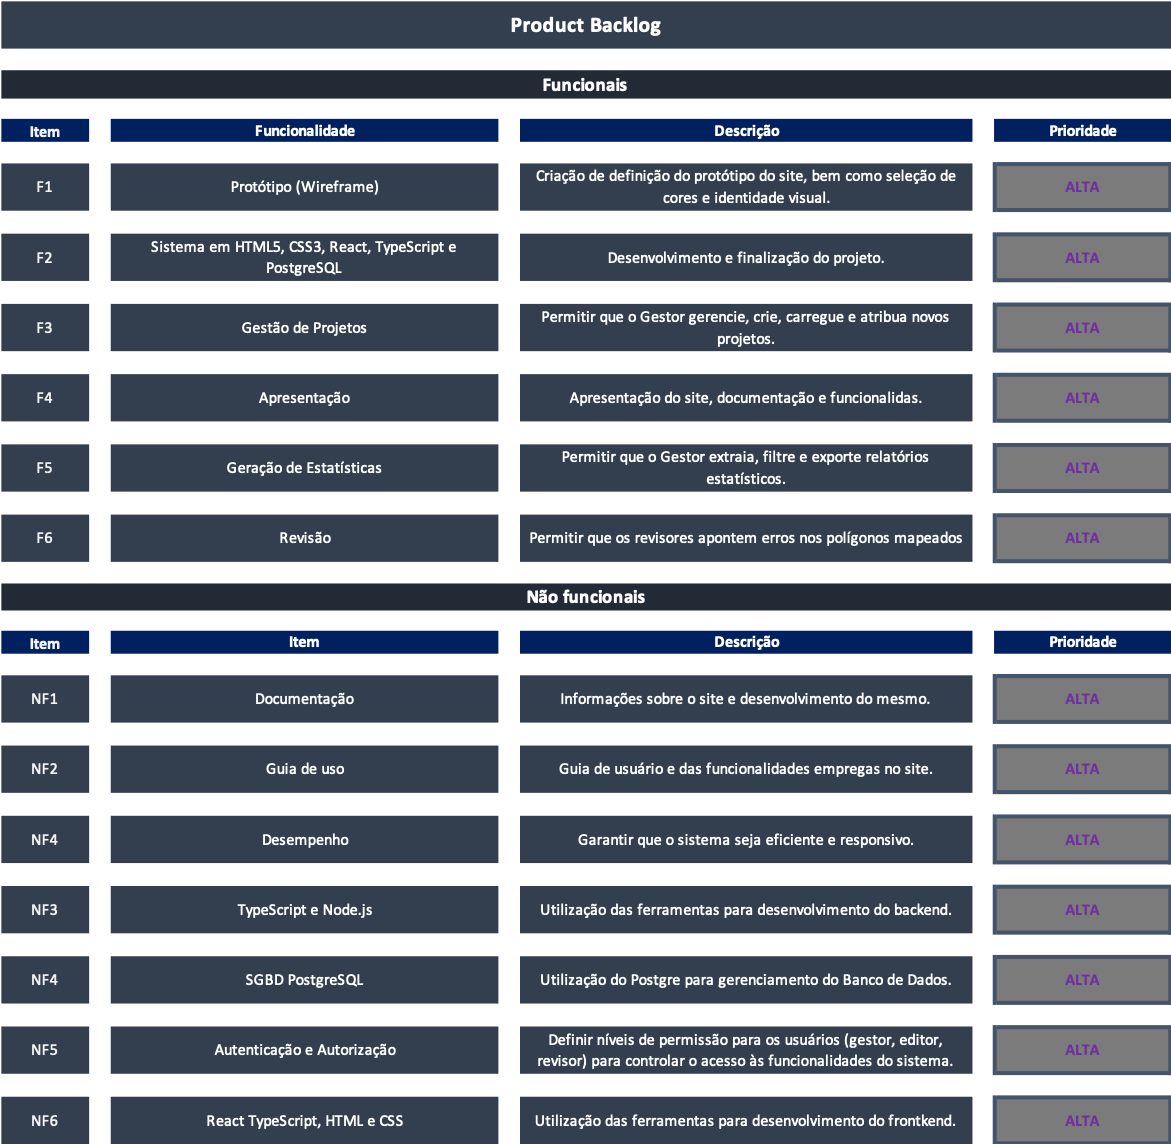 Product Backlog
Funcionais
Item Funcionalidade Descrição Prioridade
F1 Protótipo (Wireframe) Criação de definição do protótipo do site, bem como seleção de
cores e identidade visual. ALTA
F2 Sistema em HTML5, CSS3, React, TypeScript e
PostgreSQL Desenvolvimento e finalização do projeto. ALTA
F3 Gestão de Projetos Permitir que o Gestor gerencie, crie, carregue e atribua novos
projetos. ALTA
F4 Apresentação Apresentação do site, documentação e funcionalidas. ALTA
F5 Geração de Estatísticas Permitir que o Gestor extraia, filtre e exporte relatórios
estatísticos. ALTA
F6 Revisão Permitir que os revisores apontem erros nos polígonos mapeados ALTA
Não funcionais
Item Item Descrição Prioridade
NF1 Documentação Informações sobre o site e desenvolvimento do mesmo. ALTA
NF2 Guia de uso Guia de usuário e das funcionalidades empregas no site. ALTA
NF4 Desempenho Garantir que o sistema seja eficiente e responsivo. ALTA
NF3 TypeScript e Node.js Utilização das ferramentas para desenvolvimento do backend. ALTA
NF4 SGBD PostgreSQL Utilização do Postgre para gerenciamento do Banco de Dados. ALTA
NF5 Autenticação e Autorização Definir níveis de permissão para os usuários (gestor, editor,
revisor) para controlar o acesso às funcionalidades do sistema. ALTA
NF6 React TypeScript, HTML e CSS Utilização das ferramentas para desenvolvimento do frontkend. ALTA